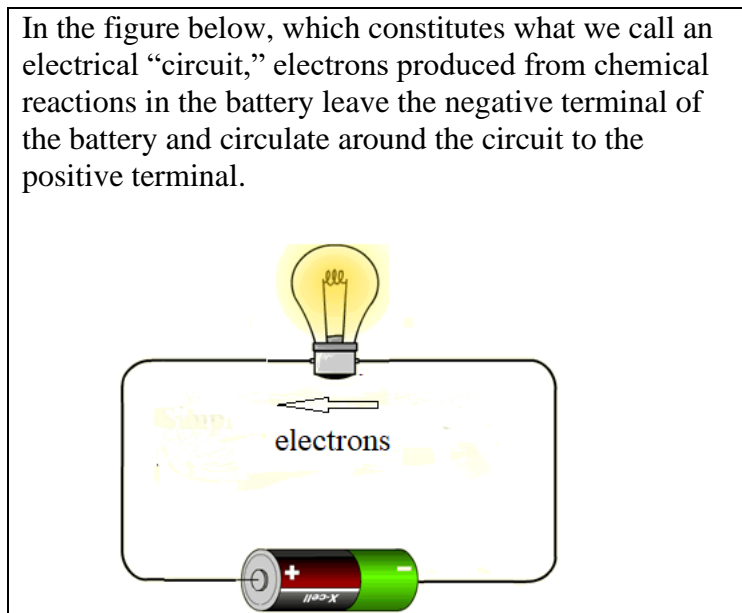 In the figure below, which constitutes what we call an
electrical “circuit,” electrons produced from chemical
reactions in the battery leave the negative terminal of
the battery and circulate around the circuit to the
positive terminal.
electrons
+
-
X-cell